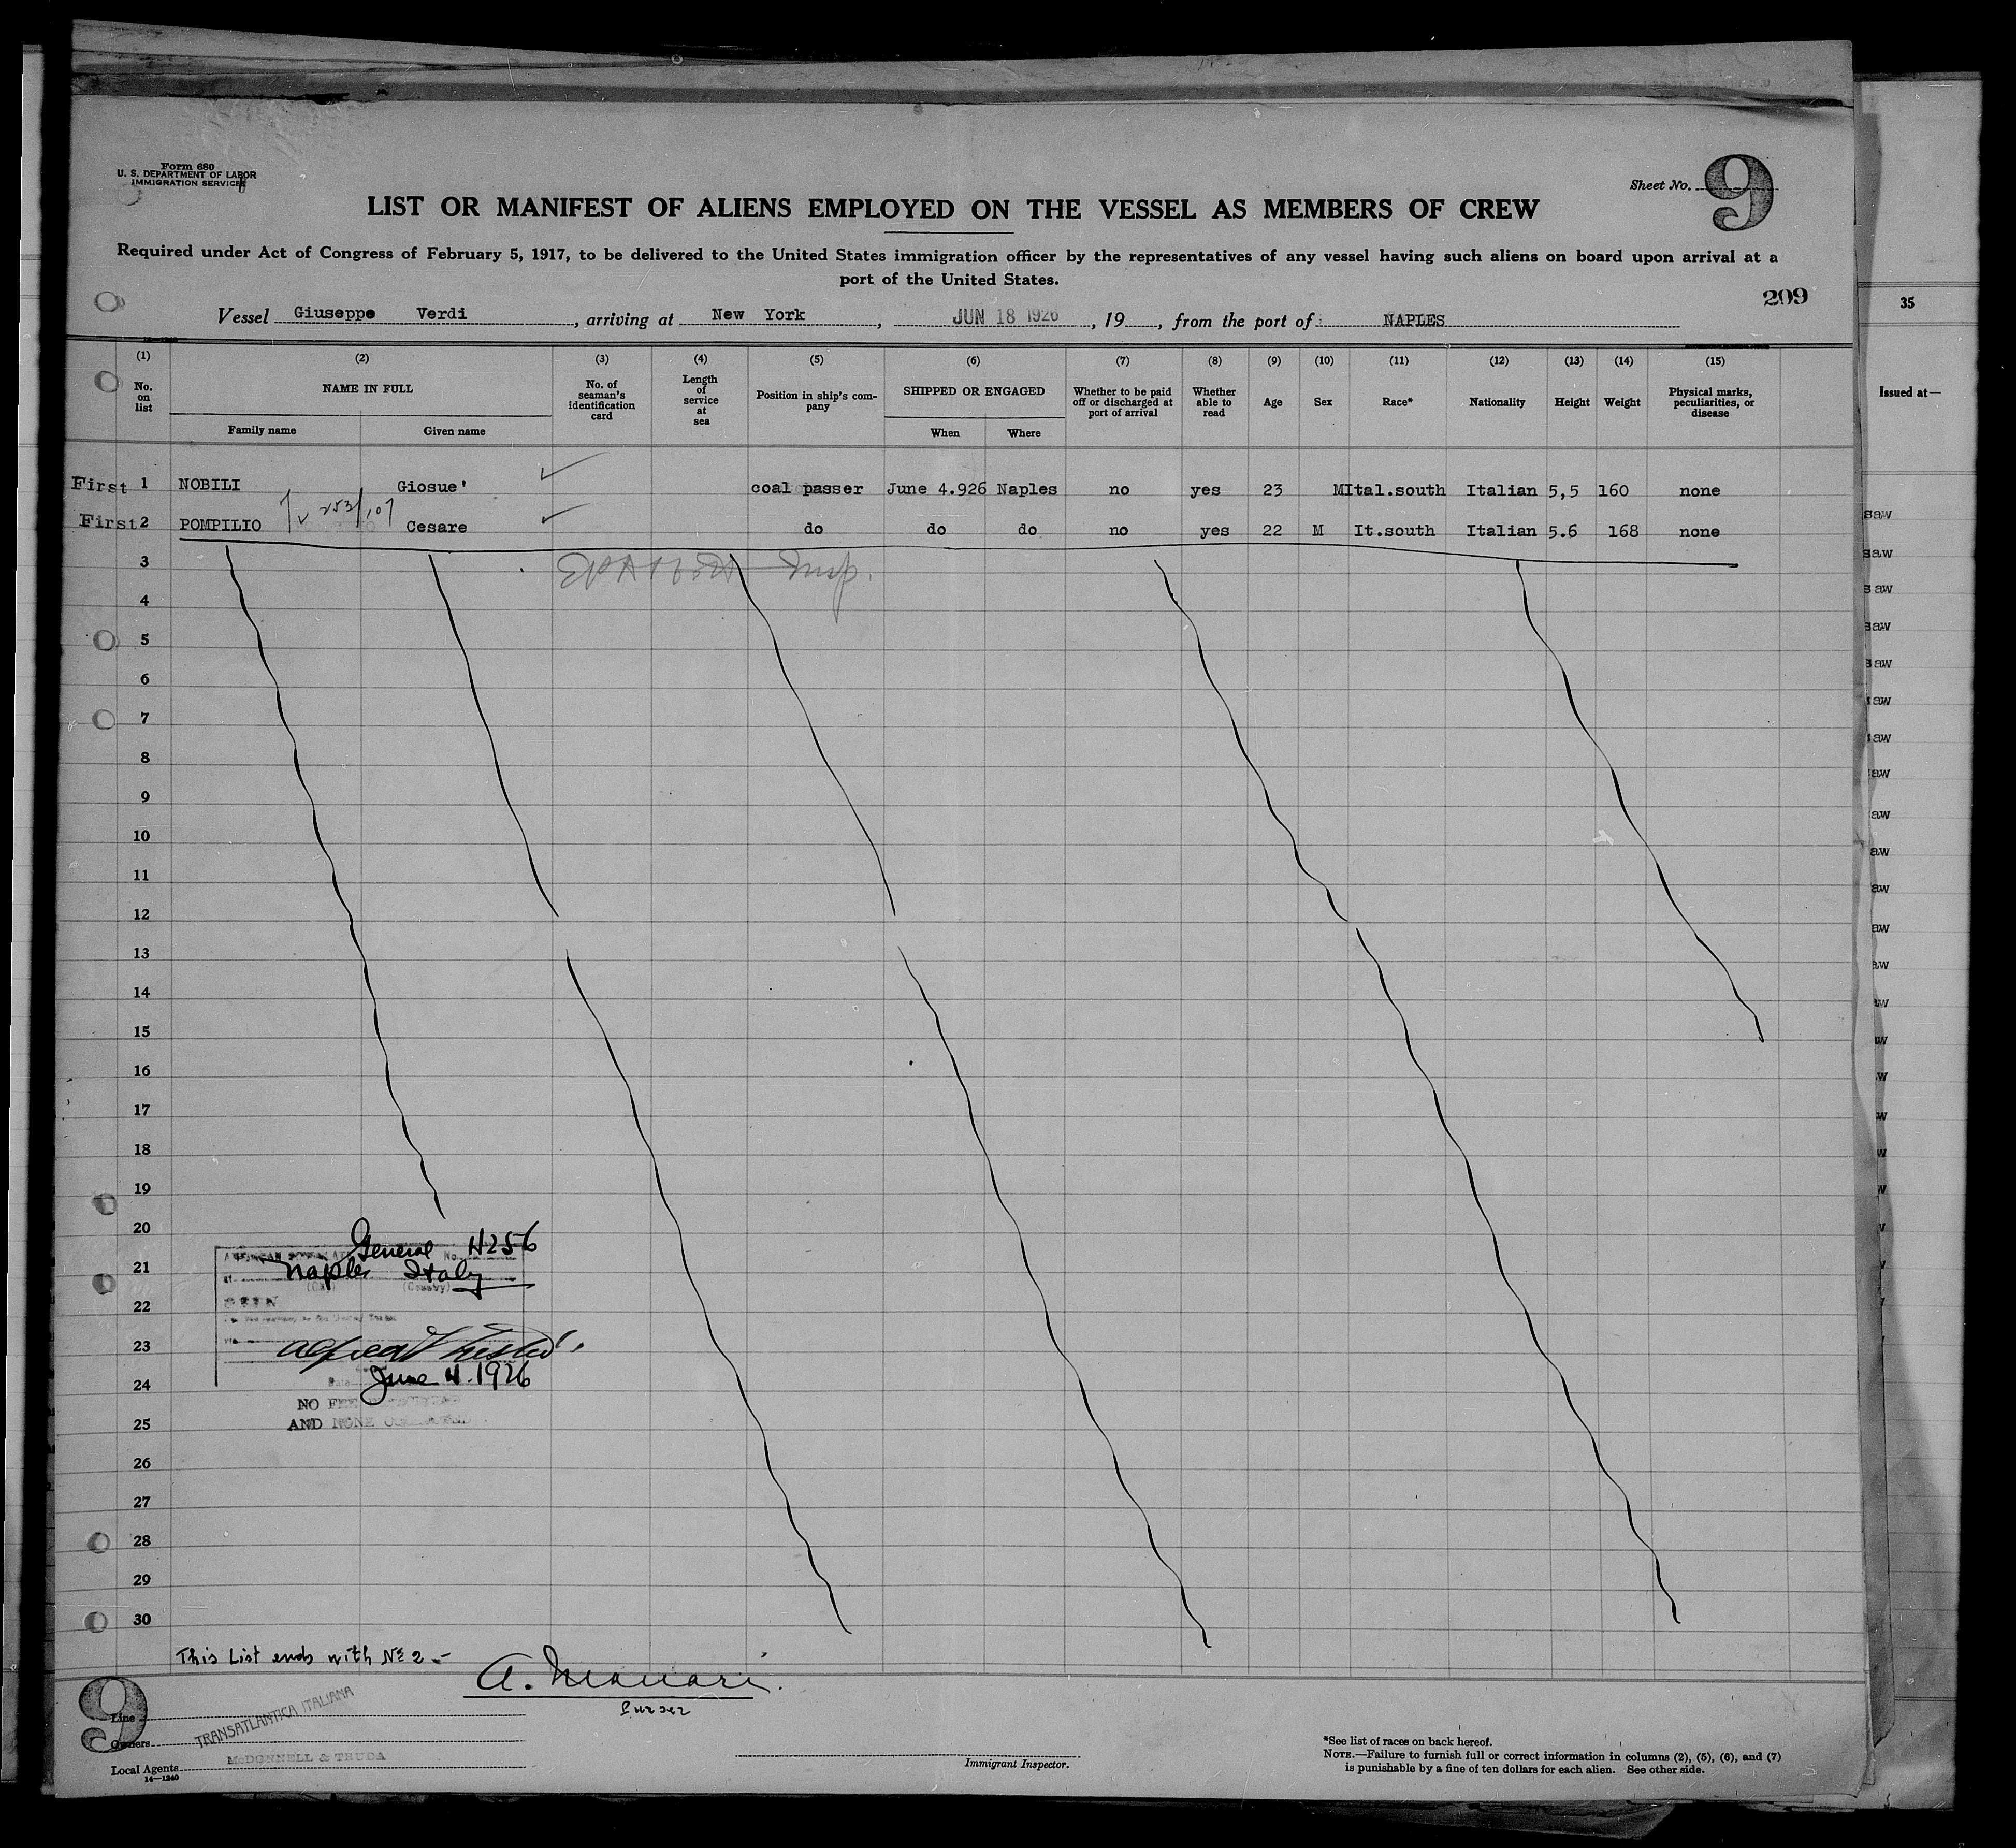 Form 680
U. S. DEPARTMENT OF LABOR
IMMIGRATION SERVICE
Sheet No. 9
LIST OR MANIFEST OF ALIENS EMPLOYED ON THE VESSEL AS MEMBERS OF CREW
Required under Act of Congress of February 5, 1917, to be delivered to the United States immigration officer by the representatives of any vessel having such aliens on board upon arrival at a
port of the United States.
209
Vessel Giuseppe Verdi, arriving at New York, JUN 18 1926, 19, from the port of NAPLES
35
(1) (2) (3) (4) (5) (6) (7) (8) (9) (10) (11) (12) (13) (14) (15)
No. on list NAME IN FULL No. of seaman's identification card Length of service at sea Position in ship's company SHIPPED OR ENGAGED Whether to be paid off or discharged at port of arrival Whether able to read Age Sex Race* Nationality Height Weight Physical marks, peculiarities, or disease
Issued at—
Family name Given name When Where
First 1 NOBILI Giosue' coal passer June 4.926 Naples no yes 23 M Ital.south Italian 5,5 160 none
First 2 POMPILIO Cesare do do do no yes 22 M It.south Italian 5.6 168 none
3
4
5
6
7
8
9
10
11
12
13
14
15
16
17
18
19
20
General No. 4256
21
Naples Italy
(City) (Country)
22
23
24
June 4.1926
NO FEE
25
AND NONE
26
27
28
29
30
This List ends with No 2.-
Purser
9
Line TRANSATLANTICA ITALIANA
Owners
Local Agents McDONNELL & TRUDA
14—1240
Immigrant Inspector.
*See list of races on back hereof.
NOTE.—Failure to furnish full or correct information in columns (2), (5), (6), and (7)
is punishable by a fine of ten dollars for each alien. See other side.